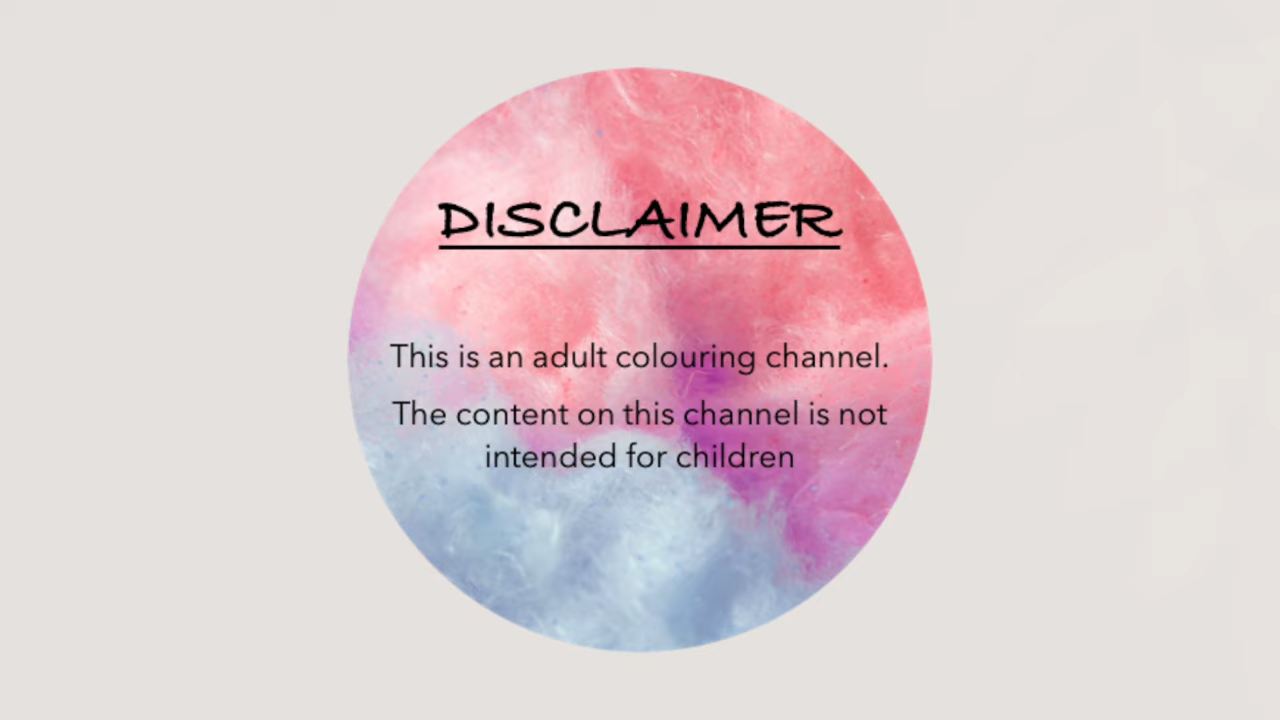 DISCLAIMER
This is an adult colouring channel.
The content on this channel is not
intended for children